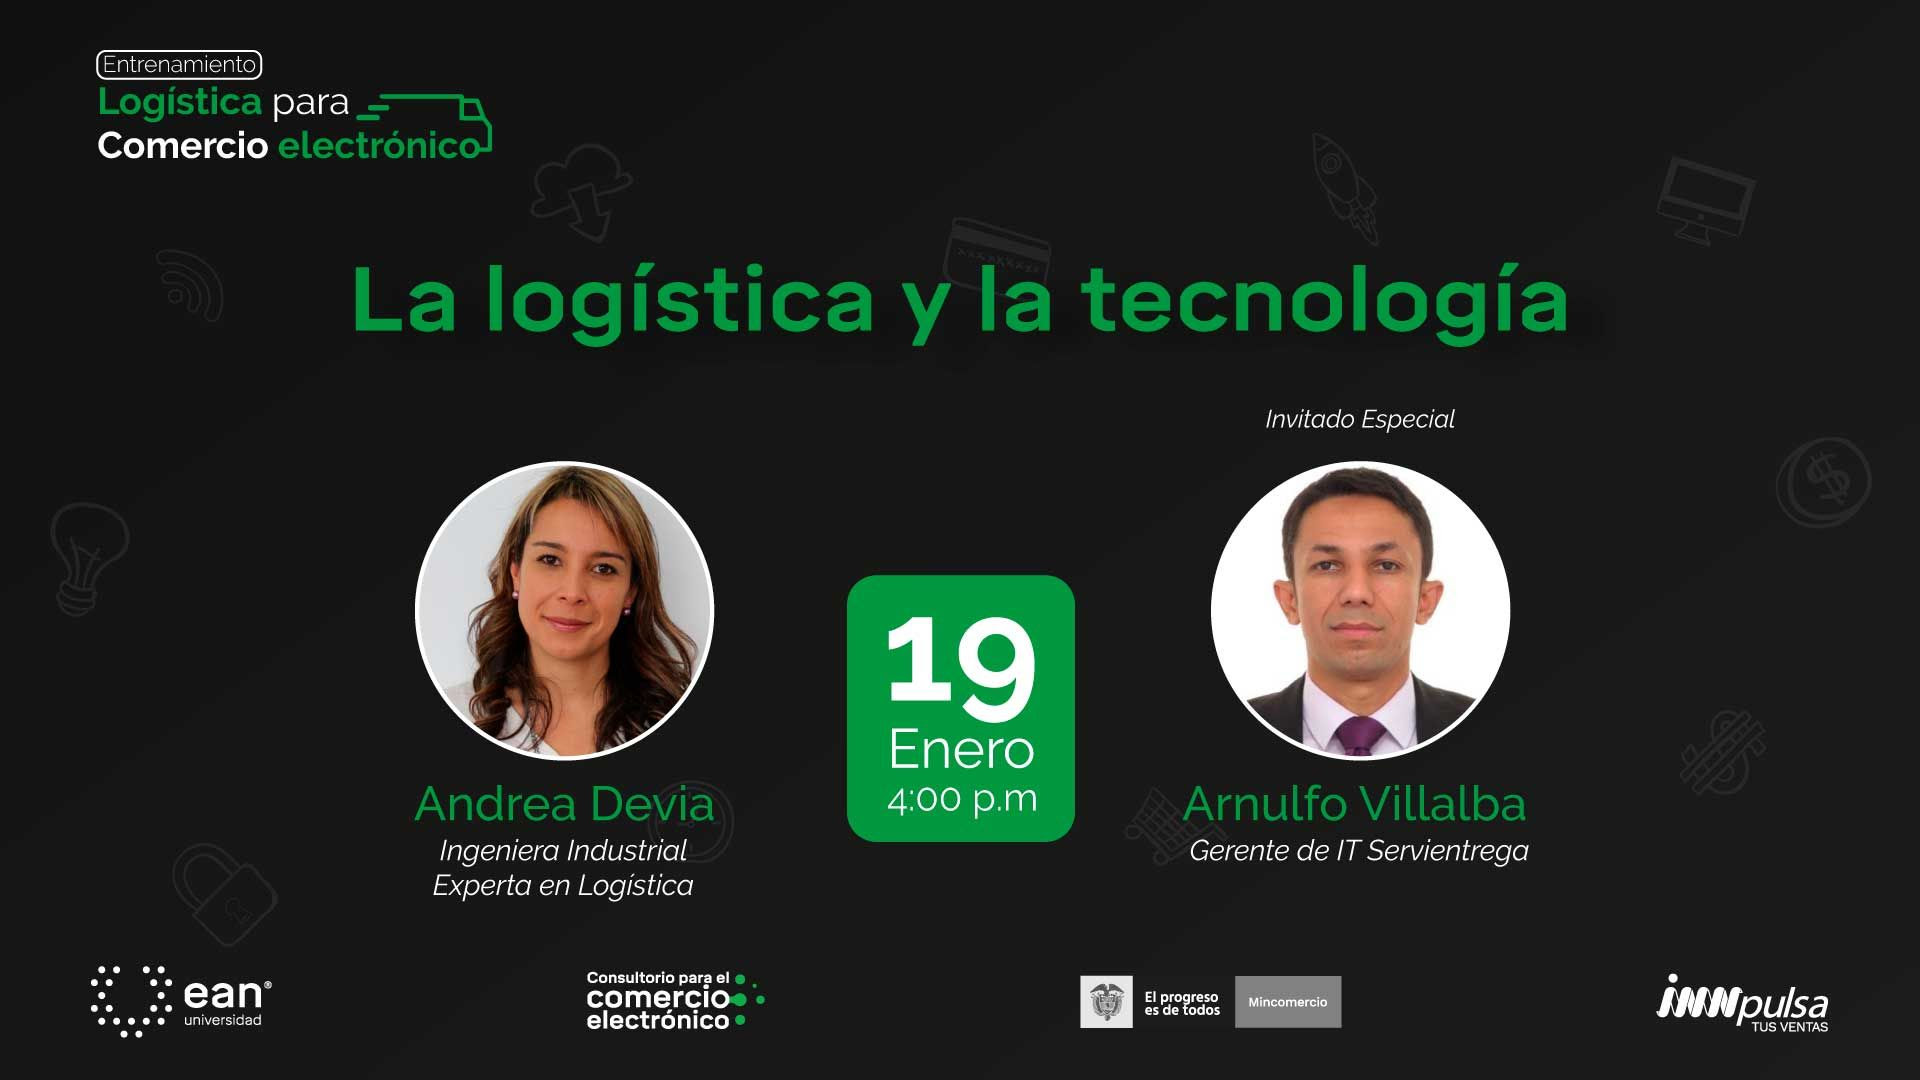 Entrenamiento
Logística para
Comercio electrónico
La logística y la tecnología
Invitado Especial
19
Enero
4:00 p.m
Andrea Devia
Ingeniera Industrial
Experta en Logística
Arnulfo Villalba
Gerente de IT Servientrega
ean®
universidad
Consultorio para el
comercio
electrónico
El progreso
es de todos
Mincomercio
innpulsa
TUS VENTAS